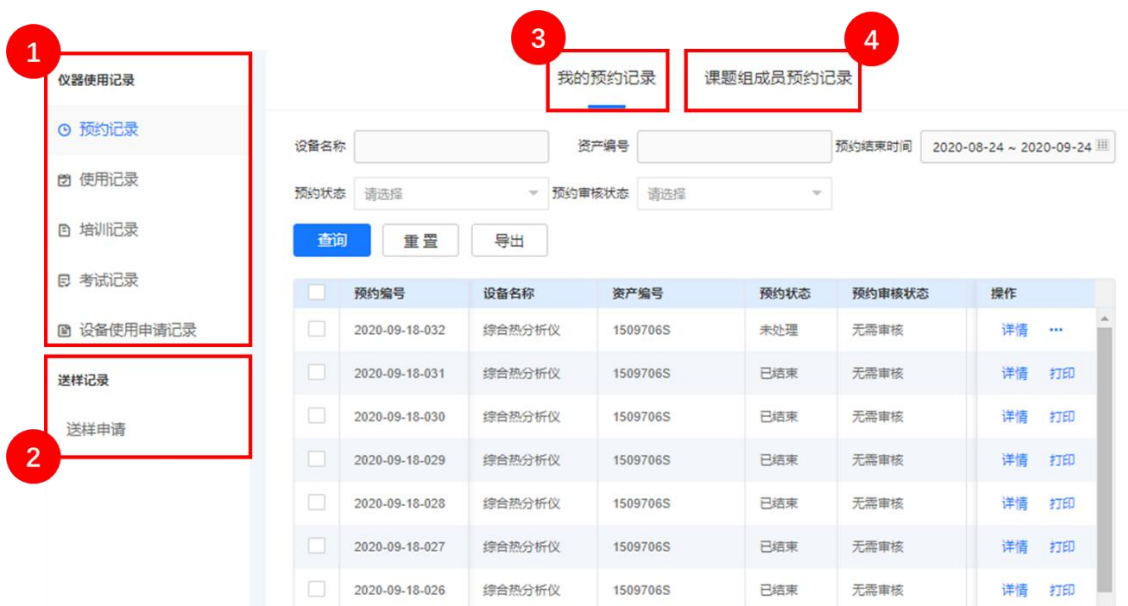 1
仪器使用记录
预约记录
使用记录
培训记录
考试记录
设备使用申请记录
2
送样记录
送样申请
3
我的预约记录
4
课题组成员预约记录
设备名称 资产编号 预约结束时间 2020-08-24 ~ 2020-09-24
预约状态 请选择 预约审核状态 请选择
查询 重置 导出
预约编号 设备名称 资产编号 预约状态 预约审核状态 操作
2020-09-18-032 综合热分析仪 1509706S 未处理 无需审核 详情 •••
2020-09-18-031 综合热分析仪 1509706S 已结束 无需审核 详情 打印
2020-09-18-030 综合热分析仪 1509706S 已结束 无需审核 详情 打印
2020-09-18-029 综合热分析仪 1509706S 已结束 无需审核 详情 打印
2020-09-18-028 综合热分析仪 1509706S 已结束 无需审核 详情 打印
2020-09-18-027 综合热分析仪 1509706S 已结束 无需审核 详情 打印
2020-09-18-026 综合热分析仪 1509706S 已结束 无需审核 详情 打印